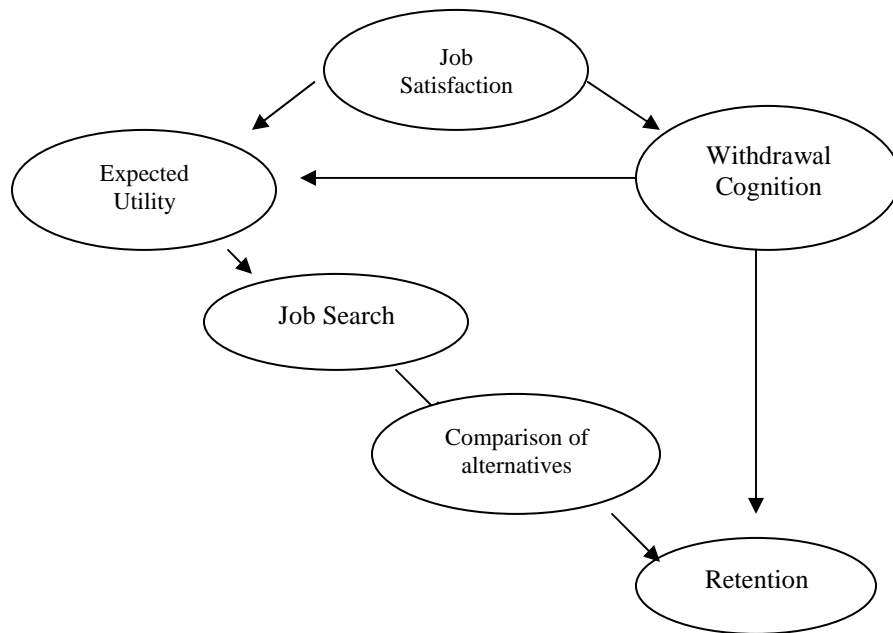 Job
Satisfaction
Withdrawal
Cognition
Expected
Utility
Job Search
Comparison of
alternatives
Retention